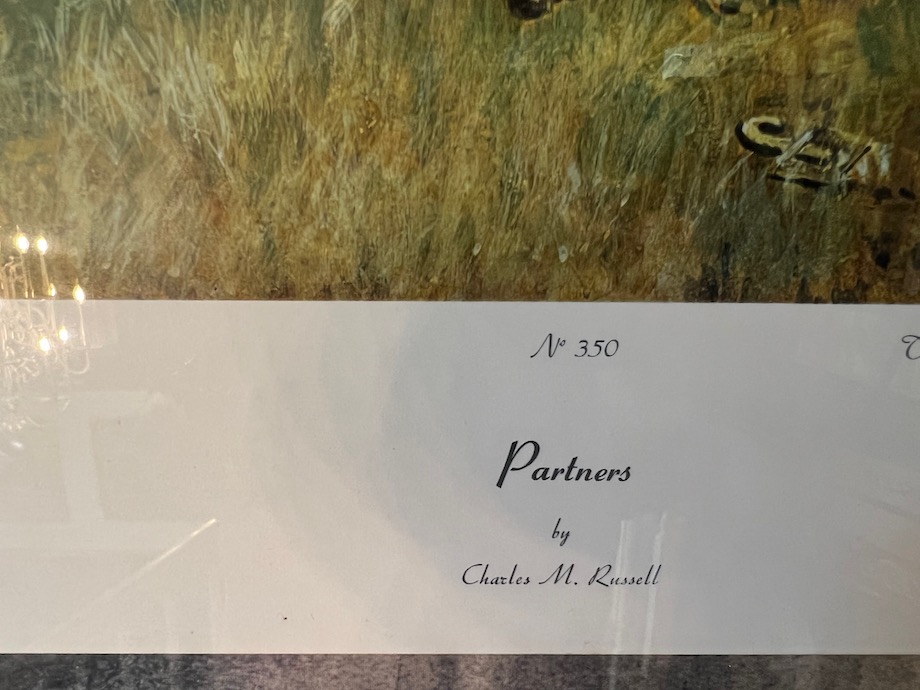 Nº 350
Partners
by
Charles M. Russell